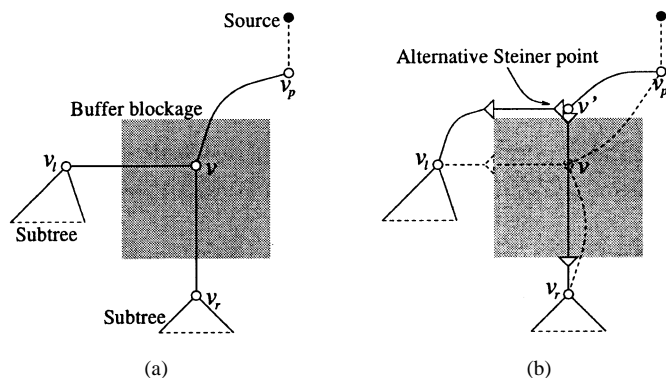 Source
v_p
Buffer blockage
v_l
v
Subtree
v_r
Subtree
(a)
Alternative Steiner point
v_p
v'
v_l
v
v_r
(b)